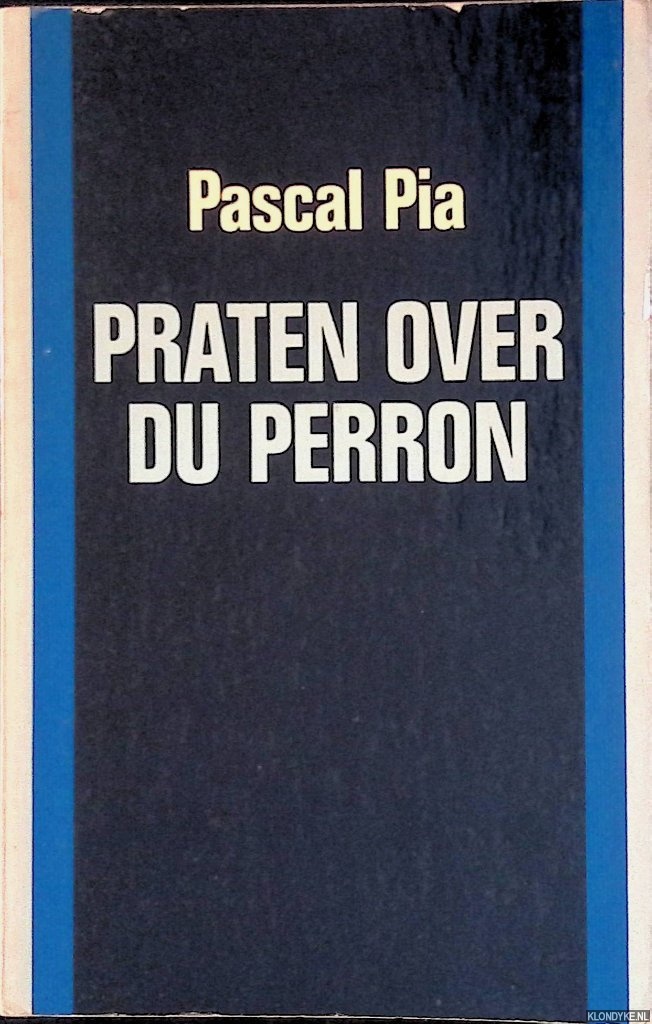 Pascal Pia
PRATEN OVER
DU PERRON
KLONDYKE.NL